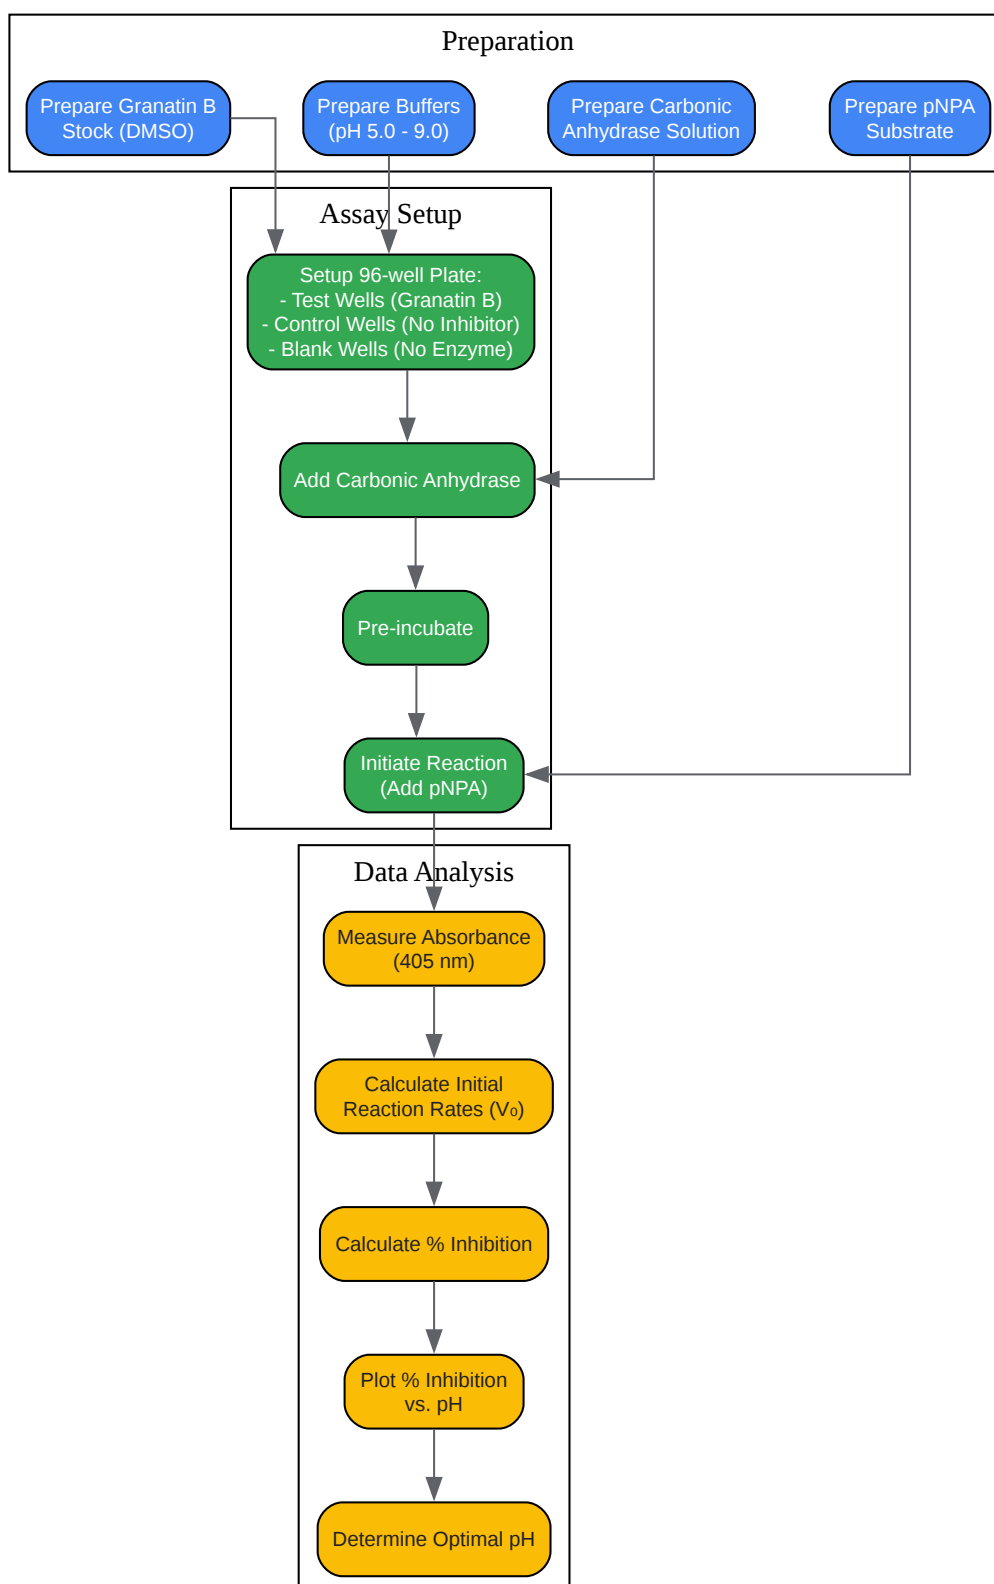 Preparation
Prepare Granatin B
Stock (DMSO)
Prepare Buffers
(pH 5.0 - 9.0)
Prepare Carbonic
Anhydrase Solution
Prepare pNPA
Substrate
Assay Setup
Setup 96-well Plate:
- Test Wells (Granatin B)
- Control Wells (No Inhibitor)
- Blank Wells (No Enzyme)
Add Carbonic Anhydrase
Pre-incubate
Initiate Reaction
(Add pNPA)
Data Analysis
Measure Absorbance
(405 nm)
Calculate Initial
Reaction Rates (V₀)
Calculate % Inhibition
Plot % Inhibition
vs. pH
Determine Optimal pH